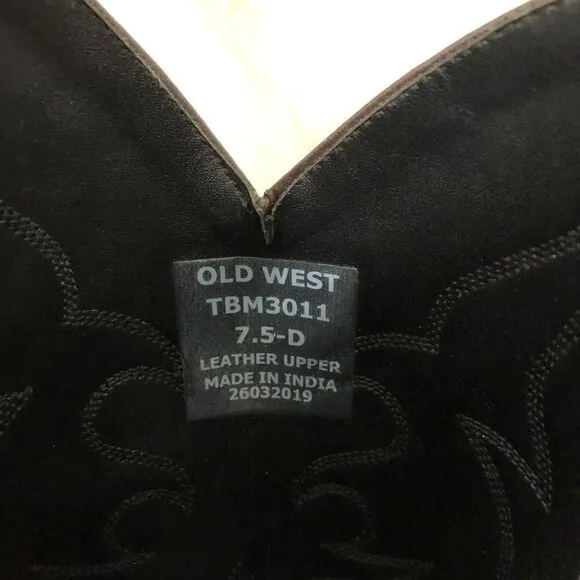 OLD WEST
TBM3011
7.5-D
LEATHER UPPER
MADE IN INDIA
26032019